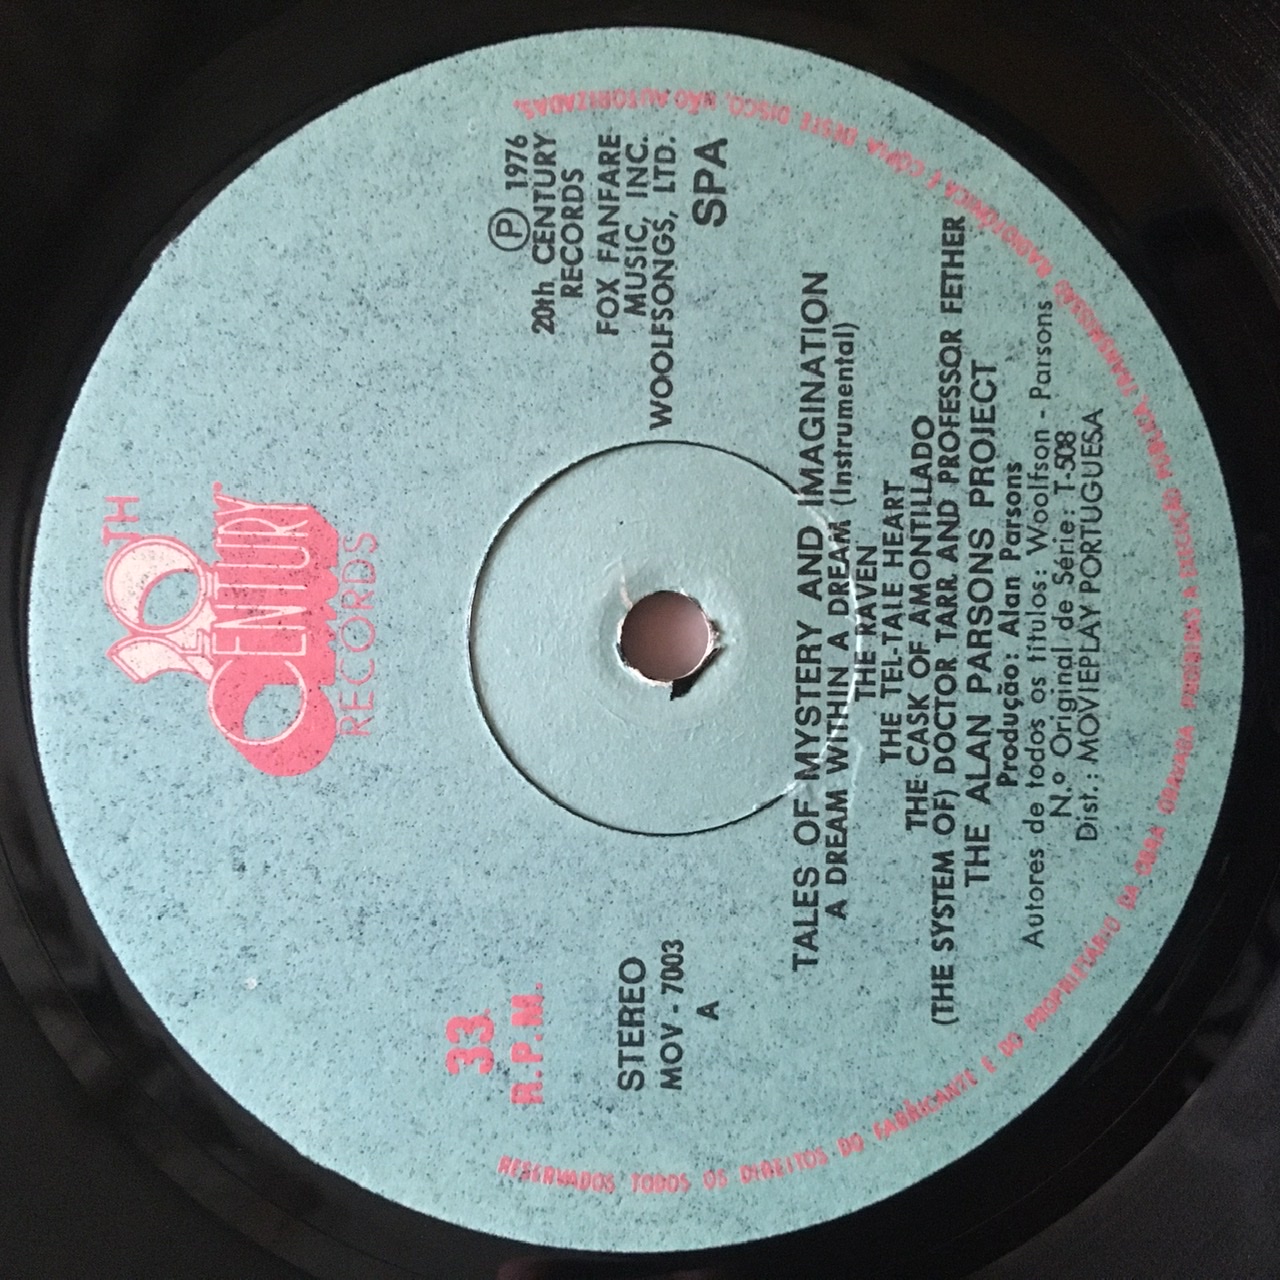 20TH
CENTURY
RECORDS
33
R.P.M.
Ⓟ 1976
20th CENTURY
RECORDS
FOX FANFARE
MUSIC, INC.
WOOLFSONGS, LTD.
SPA
STEREO
MOV - 7003
A
TALES OF MYSTERY AND IMAGINATION
A DREAM WITHIN A DREAM (Instrumental)
THE RAVEN
THE TEL-TALE HEART
THE CASK OF AMONTILLADO
(THE SYSTEM OF) DOCTOR TARR AND PROFESSOR FETHER
THE ALAN PARSONS PROJECT
Produção: Alan Parsons
Autores de todos os títulos: Woolfson - Parsons
N.º Original de Série: T-508
Dist.: MOVIEPLAY PORTUGUESA
RESERVADOS TODOS OS DIREITOS DO FABRICANTE E DO PROPRIETÁRIO DA OBRA GRAVADA PROIBIDAS A EXECUÇÃO PÚBLICA, TRANSMISSÃO RADIOFÓNICA E CÓPIA DESTE DISCO, NÃO AUTORIZADAS.